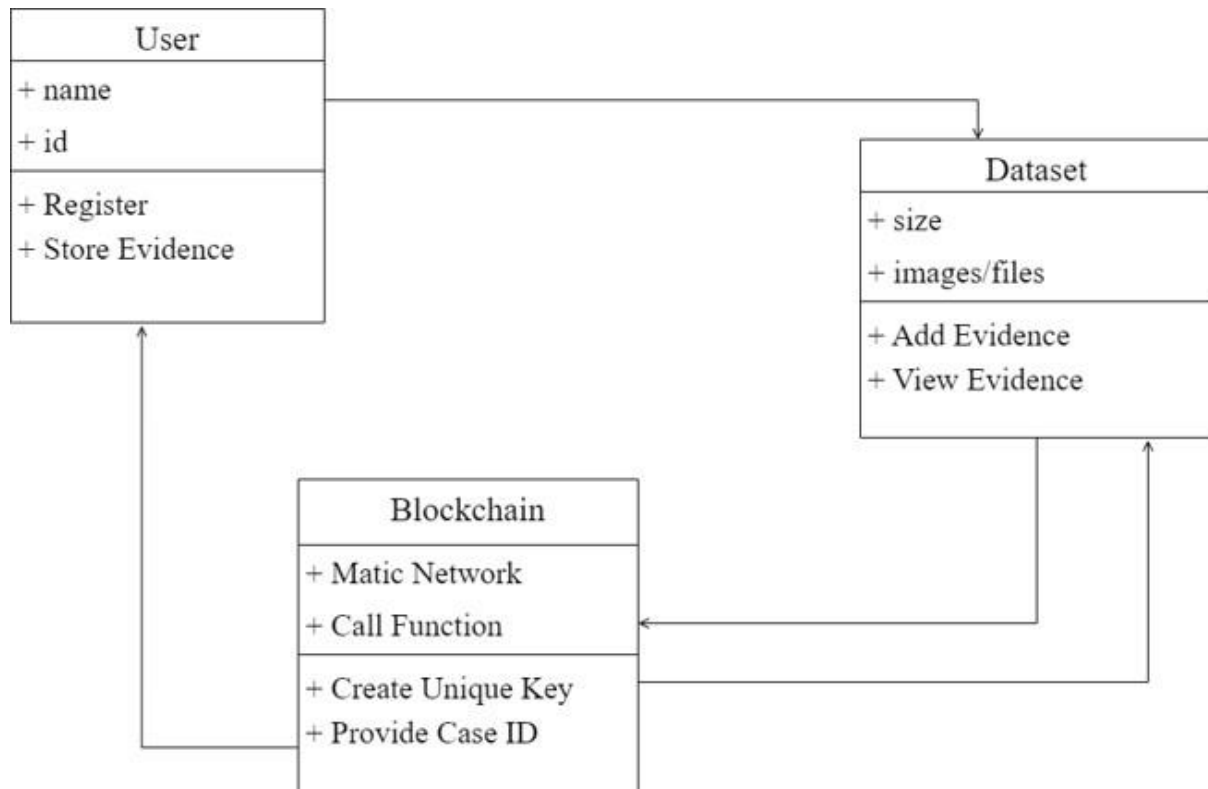 User
+ name
+ id
+ Register
+ Store Evidence
Dataset
+ size
+ images/files
+ Add Evidence
+ View Evidence
Blockchain
+ Matic Network
+ Call Function
+ Create Unique Key
+ Provide Case ID